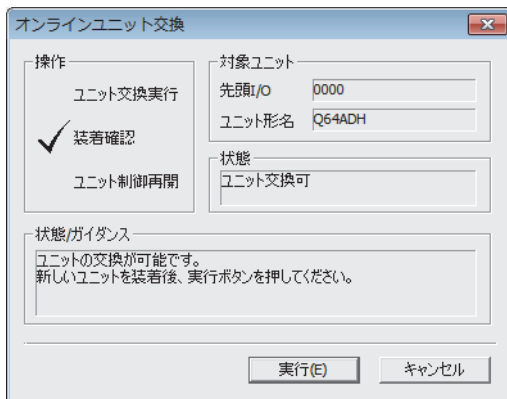 オンラインユニット交換
操作
ユニット交換実行
装着確認
ユニット制御再開
対象ユニット
先頭I/O 0000
ユニット形名 Q64ADH
状態
ユニット交換可
状態/ガイダンス
ユニットの交換が可能です。
新しいユニットを装着後、実行ボタンを押してください。
実行(E) キャンセル